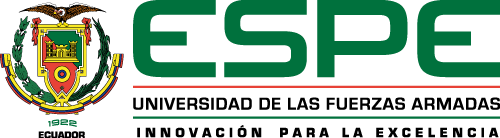 ESPE
UNIVERSIDAD DE LAS FUERZAS ARMADAS
INNOVACIÓN PARA LA EXCELENCIA
1922
ECUADOR